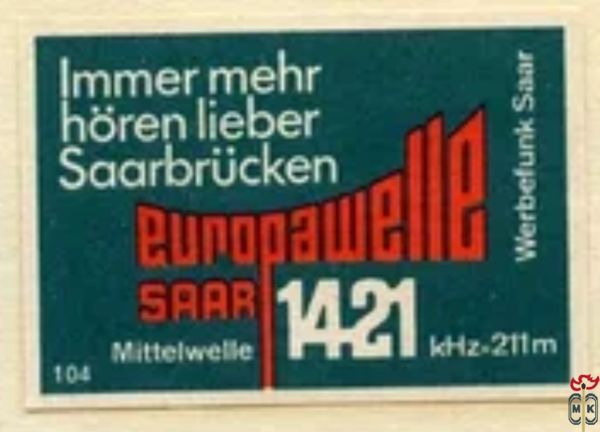 Immer mehr
hören lieber
Saarbrücken
europawelle
SAAR
Mittelwelle 1421 kHz=211m
Werbefunk Saar
104
M K